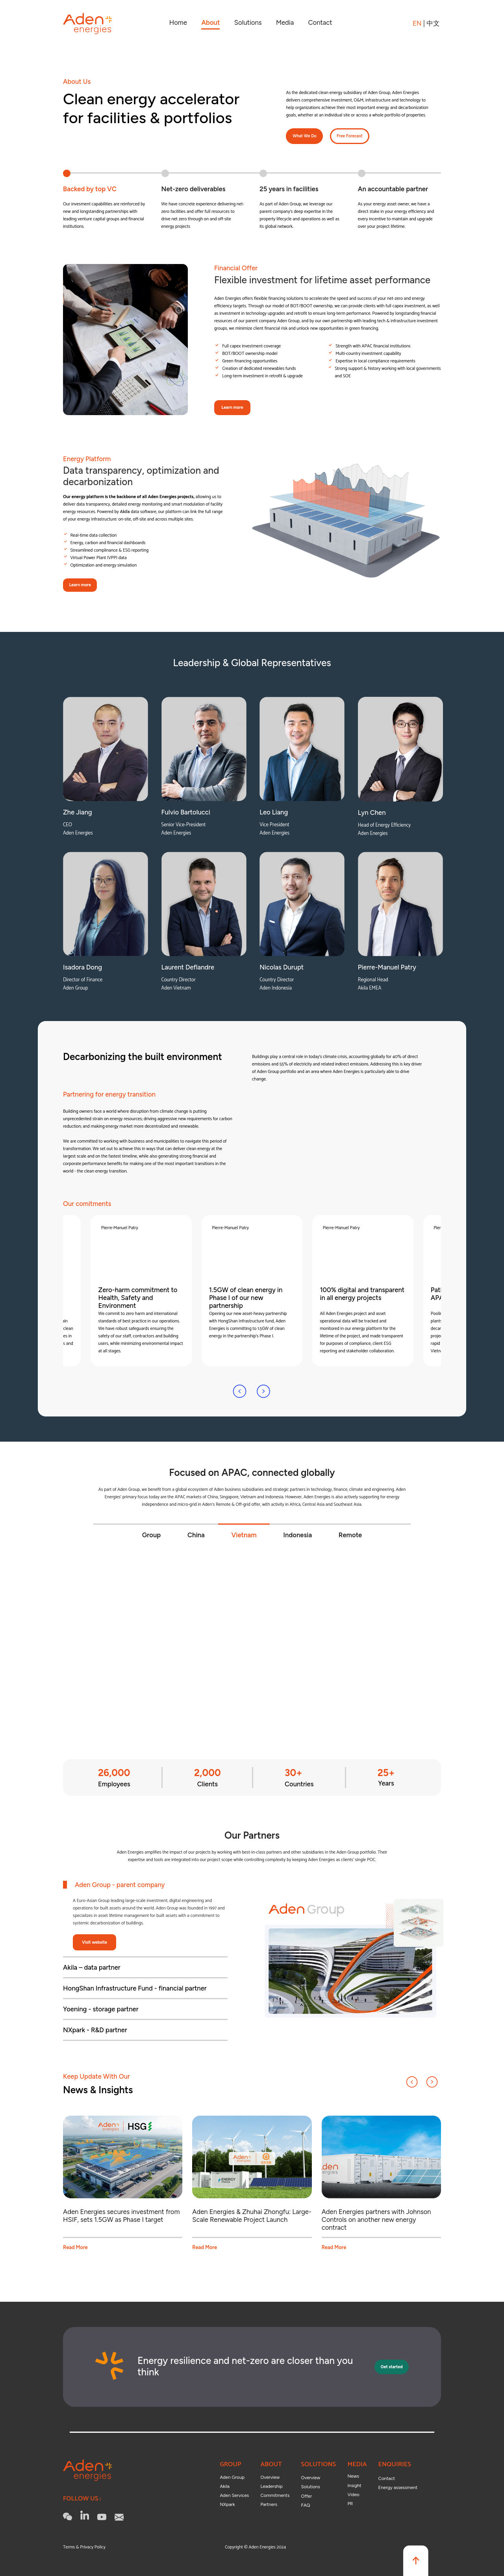 Aden energies
Home
About
Solutions
Media
Contact
EN | 中文
About Us
Clean energy accelerator
for facilities & portfolios
As the dedicated clean energy subsidiary of Aden Group, Aden Energies
delivers comprehensive investment, O&M, infrastructure and technology to
help organizations achieve their most important energy and decarbonization
goals, whether at an individual site or across a whole portfolio of properties.
What We Do
Free Forecast
Backed by top VC
Our investment capabilities are reinforced by
new and longstanding partnerships with
leading venture capital groups and financial
institutions.
Net-zero deliverables
We have concrete experience delivering net-
zero facilities and offer full resources to
drive net zero through on and off-site
energy projects
25 years in facilities
As part of Aden Group, we leverage our
parent company's deep expertise in the
property lifecycle and operations as well as
its global network.
An accountable partner
As your energy asset owner, we have a
direct stake in your energy efficiency and
every incentive to maintain and upgrade
over your project lifetime.
Financial Offer
Flexible investment for lifetime asset performance
Aden Energies offers flexible financing solutions to accelerate the speed and success of your net-zero and energy
efficiency targets. Through our model of BOT/BOOT ownership, we can provide clients with full capex investment, as well
as investment in technology upgrades and retrofit to ensure long-term performance. Powered by longstanding financial
resources of our parent company Aden Group, and by our own partnership with leading tech & infrastructure investment
groups, we minimize client financial risk and unlock new opportunities in green financing.
Full capex investment coverage
BOT/BOOT ownership model
Green financing opportunities
Creation of dedicated renewables funds
Long-term investment in retrofit & upgrade
Strength with APAC financial institutions
Multi-country investment capability
Expertise in local compliance requirements
Strong support & history working with local governments
and SOE
Learn more
Energy Platform
Data transparency, optimization and
decarbonization
Our energy platform is the backbone of all Aden Energies projects, allowing us to
deliver data transparency, detailed energy monitoring and smart modulation of facility
energy resources. Powered by Akila data software, our platform can link the full range
of your energy infrastructure: on-site, off-site and across multiple sites.
Real-time data collection
Energy, carbon and financial dashboards
Streamlined compliance & ESG reporting
Virtual Power Plant (VPP) data
Optimization and energy simulation
Learn more
Leadership & Global Representatives
Zhe Jiang
CEO
Aden Energies
Fulvio Bartolucci
Senior Vice-President
Aden Energies
Leo Liang
Vice President
Aden Energies
Lyn Chen
Head of Energy Efficiency
Aden Energies
Isadora Dong
Director of Finance
Aden Group
Laurent Deflandre
Country Director
Aden Vietnam
Nicolas Durupt
Country Director
Aden Indonesia
Pierre-Manuel Patry
Regional Head
Akila EMEA
Decarbonizing the built environment
Buildings play a central role in today's climate crisis, accounting globally for 40% of direct
emissions and 55% of electricity and related indirect emissions. Addressing this is key driver
of Aden Group portfolio and an area where Aden Energies is particularly able to drive
change.
Partnering for energy transition
Building owners face a world where disruption from climate change is putting
unprecedented strain on energy resources; driving aggressive new requirements for carbon
reduction; and making energy market more decentralized and renewable.
We are committed to working with business and municipalities to navigate this period of
transformation. We set out to achieve this in ways that can deliver clean energy at the
largest scale and on the fastest timeline, while also generating strong financial and
corporate performance benefits for making one of the most important transitions in the
world - the clean energy transition.
Our comitments
Pierre-Manuel Patry
Zero-harm commitment to
Health, Safety and
Environment
We commit to zero harm and international
standards of best practice in our operations.
We have robust safeguards ensuring the
safety of our staff, contractors and building
users, while minimizing environmental impact
at all stages.
Pierre-Manuel Patry
1.5GW of clean energy in
Phase I of our new
partnership
Opening our new asset-heavy partnership
with HongShan Infrastructure fund, Aden
Energies is committing to 1.5GW of clean
energy in the partnership's Phase I.
Pierre-Manuel Patry
100% digital and transparent
in all energy projects
All Aden Energies project and asset
operational data will be tracked and
monitored in our energy platform for the
lifetime of the project, and made transparent
for purposes of compliance, client ESG
reporting and stakeholder collaboration.
Focused on APAC, connected globally
As part of Aden Group, we benefit from a global ecosystem of Aden business subsidiaries and strategic partners in technology, finance, climate and engineering. Aden
Energies' primary focus today are the APAC markets of China, Singapore, Vietnam and Indonesia. However, Aden Energies is also actively supporting for energy
independence and micro-grid in Aden's Remote & Off-grid offer, with activity in Africa, Central Asia and Southeast Asia.
Group
China
Vietnam
Indonesia
Remote
26,000
Employees
2,000
Clients
30+
Countries
25+
Years
Our Partners
Aden Energies amplifies the impact of our projects by working with best-in-class partners and other subsidiaries in the Aden Group portfolio. Their
expertise and tools are integrated into our project scope while controlling complexity by keeping Aden Energies as clients' single POC.
Aden Group - parent company
A Euro-Asian Group leading large-scale investment, digital engineering and
operations for built assets around the world. Aden Group was founded in 1997 and
specializes in asset lifetime management for built assets with a commitment to
systemic decarbonization of buildings.
Visit website
Akila – data partner
HongShan Infrastructure Fund - financial partner
Yoening - storage partner
NXpark - R&D partner
Aden Group
Keep Update With Our
News & Insights
Aden energies
HSG
Aden Energies secures investment from
HSIF, sets 1.5GW as Phase I target
Read More
Aden Energies & Zhuhai Zhongfu: Large-
Scale Renewable Project Launch
Read More
Aden Energies partners with Johnson
Controls on another new energy
contract
Read More
Energy resilience and net-zero are closer than you
think
Get started
Aden energies
FOLLOW US :
GROUP
Aden Group
Akila
Aden Services
NXpark
ABOUT
Overview
Leadership
Commitments
Partners
SOLUTIONS
Overview
Solutions
Offer
FAQ
MEDIA
News
Insight
Video
PR
ENQUIRIES
Contact
Energy assessment
Terms & Privacy Policy
Copyright © Aden Energies 2024